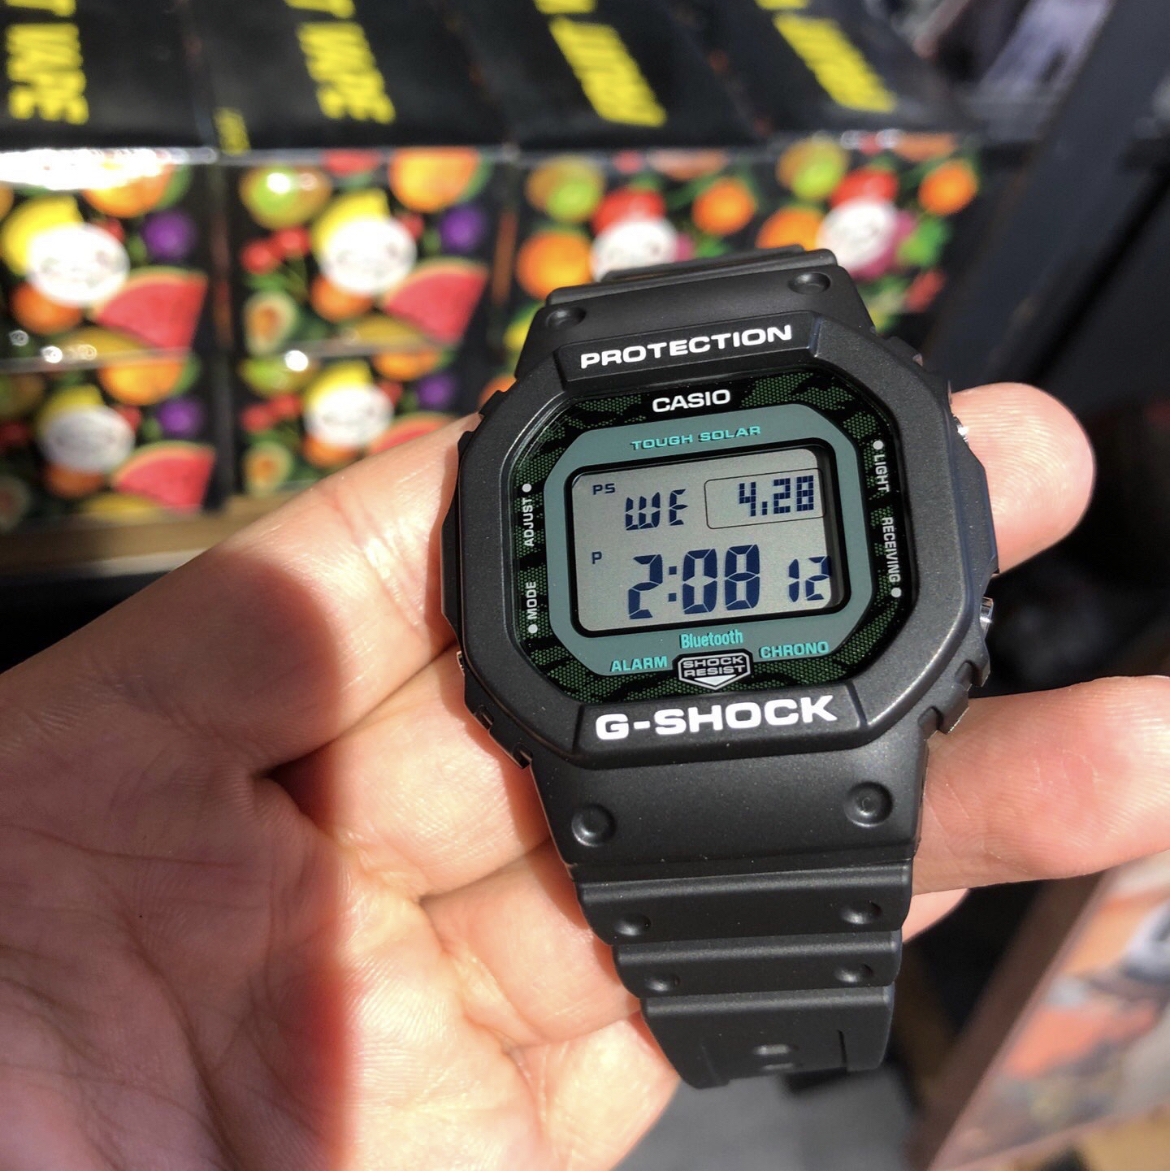 PROTECTION
CASIO
TOUGH SOLAR
ADJUST
LIGHT
PS WE 4.28
P 2:08 12
MODE
RECEIVING
Bluetooth
ALARM
SHOCK
RESIST
CHRONO
G-SHOCK